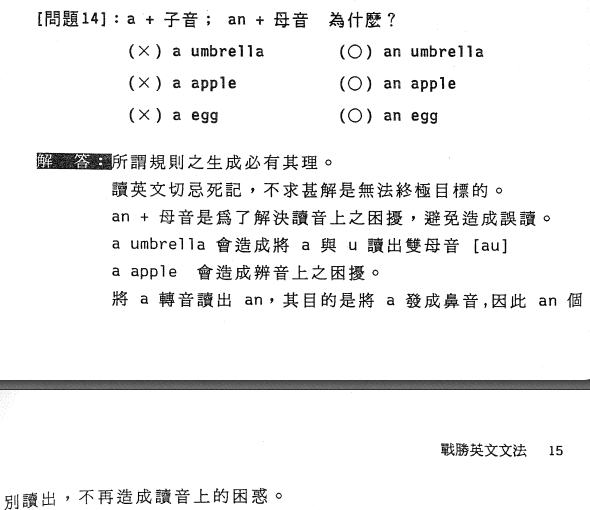 [問題14]：a + 子音； an + 母音　為什麼？
(×) a umbrella　(○) an umbrella
(×) a apple　(○) an apple
(×) a egg　(○) an egg
解　答：所謂規則之生成必有其理。
讀英文切忌死記，不求甚解是無法終極目標的。
an + 母音是爲了解決讀音上之困擾，避免造成誤讀。
a umbrella 會造成將 a 與 u 讀出雙母音 [au]
a apple　會造成辨音上之困擾。
將 a 轉音讀出 an，其目的是將 a 發成鼻音,因此 an 個
戰勝英文文法　15
別讀出，不再造成讀音上的困惑。